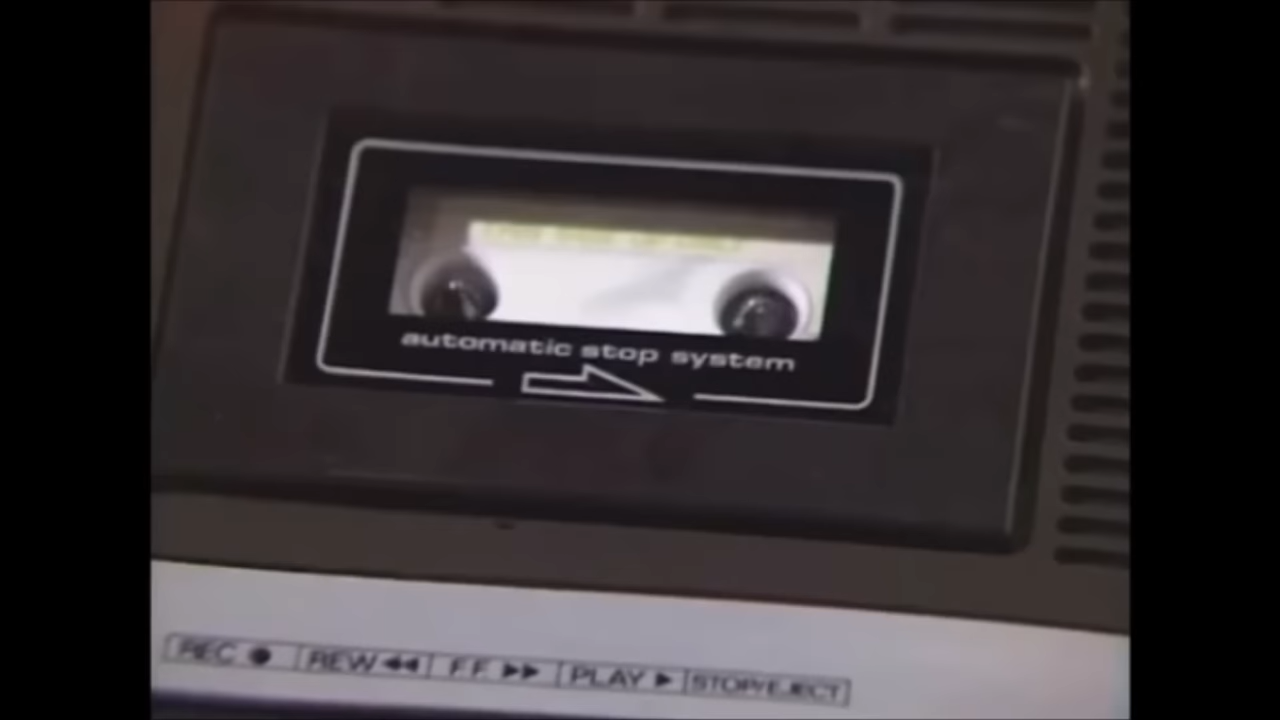 automatic stop system
REC ● REW ◀◀ F.F. ▶▶ PLAY ▶ STOP/EJECT